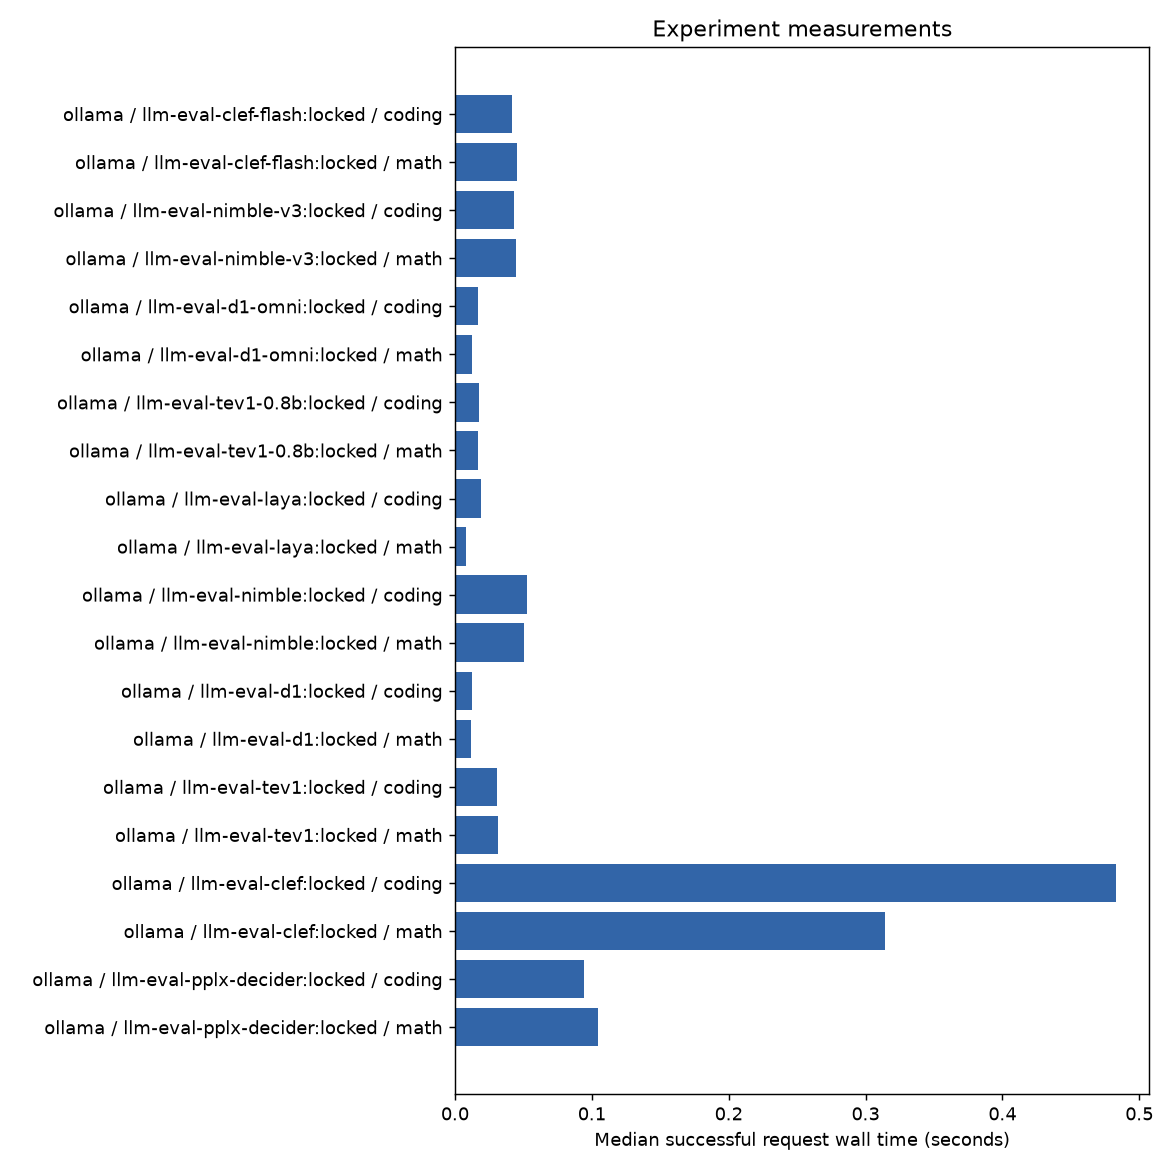 Experiment measurements
ollama / llm-eval-clef-flash:locked / coding
ollama / llm-eval-clef-flash:locked / math
ollama / llm-eval-nimble-v3:locked / coding
ollama / llm-eval-nimble-v3:locked / math
ollama / llm-eval-d1-omni:locked / coding
ollama / llm-eval-d1-omni:locked / math
ollama / llm-eval-tev1-0.8b:locked / coding
ollama / llm-eval-tev1-0.8b:locked / math
ollama / llm-eval-laya:locked / coding
ollama / llm-eval-laya:locked / math
ollama / llm-eval-nimble:locked / coding
ollama / llm-eval-nimble:locked / math
ollama / llm-eval-d1:locked / coding
ollama / llm-eval-d1:locked / math
ollama / llm-eval-tev1:locked / coding
ollama / llm-eval-tev1:locked / math
ollama / llm-eval-clef:locked / coding
ollama / llm-eval-clef:locked / math
ollama / llm-eval-pplx-decider:locked / coding
ollama / llm-eval-pplx-decider:locked / math
0.0 0.1 0.2 0.3 0.4 0.5
Median successful request wall time (seconds)